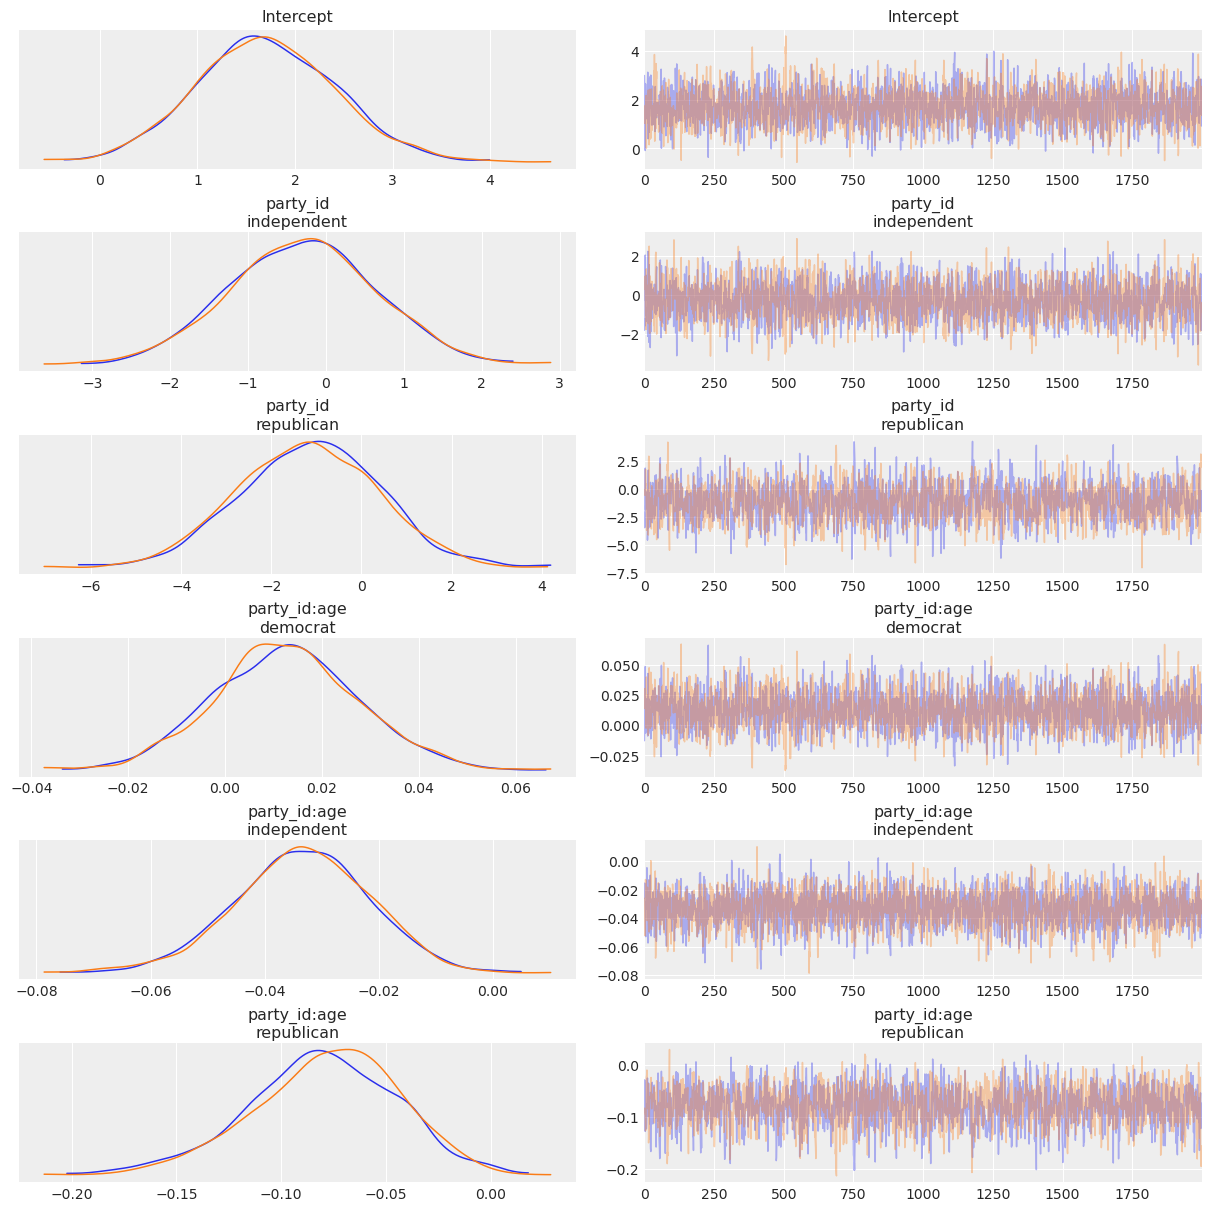 Intercept
0 1 2 3 4
Intercept
4
2
0
0 250 500 750 1000 1250 1500 1750
party_id
independent
−3 −2 −1 0 1 2 3
party_id
independent
2
0
−2
0 250 500 750 1000 1250 1500 1750
party_id
republican
−6 −4 −2 0 2 4
party_id
republican
2.5
0.0
−2.5
−5.0
−7.5
0 250 500 750 1000 1250 1500 1750
party_id:age
democrat
−0.04 −0.02 0.00 0.02 0.04 0.06
party_id:age
democrat
0.050
0.025
0.000
−0.025
0 250 500 750 1000 1250 1500 1750
party_id:age
independent
−0.08 −0.06 −0.04 −0.02 0.00
party_id:age
independent
0.00
−0.02
−0.04
−0.06
−0.08
0 250 500 750 1000 1250 1500 1750
party_id:age
republican
−0.20 −0.15 −0.10 −0.05 0.00
party_id:age
republican
0.0
−0.1
−0.2
0 250 500 750 1000 1250 1500 1750